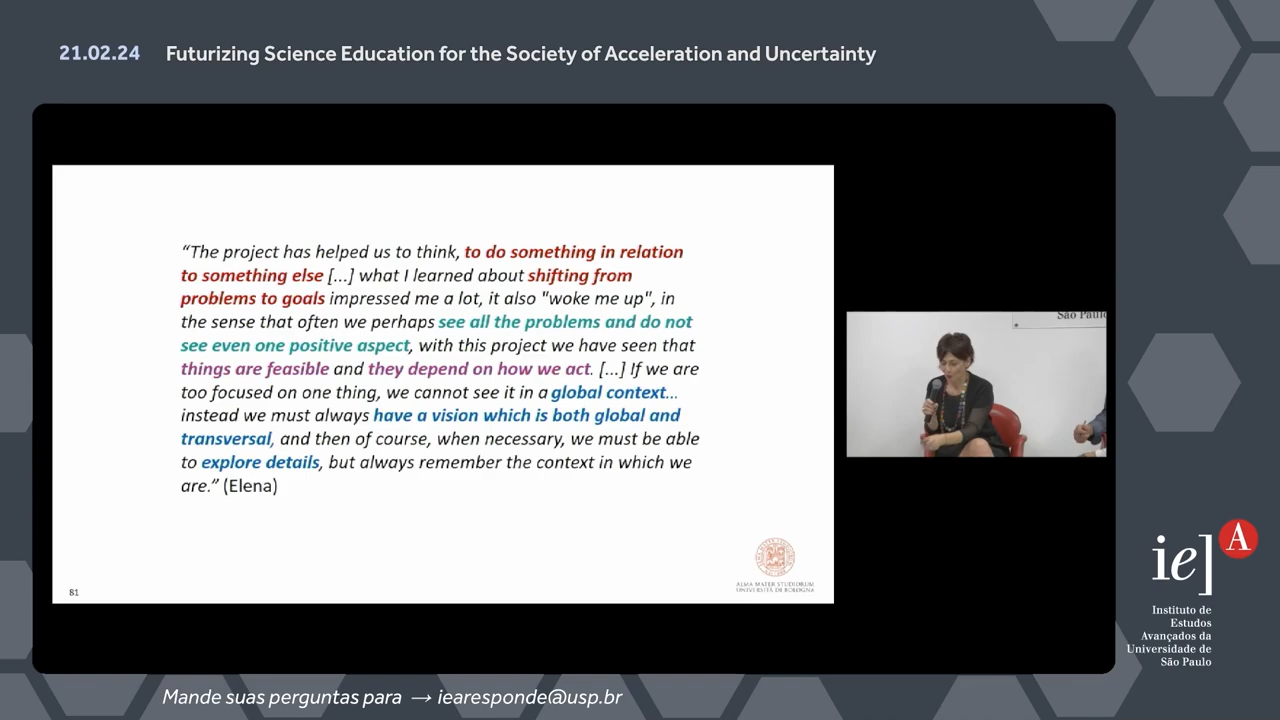 21.02.24 Futurizing Science Education for the Society of Acceleration and Uncertainty
“The project has helped us to think, to do something in relation
to something else [...] what I learned about shifting from
problems to goals impressed me a lot, it also "woke me up", in
the sense that often we perhaps see all the problems and do not
see even one positive aspect, with this project we have seen that
things are feasible and they depend on how we act. [...] If we are
too focused on one thing, we cannot see it in a global context...
instead we must always have a vision which is both global and
transversal, and then of course, when necessary, we must be able
to explore details, but always remember the context in which we
are.” (Elena)
ALMA MATER STUDIORUM
UNIVERSITÀ DI BOLOGNA
81
São Paulo
ie] A
Instituto de
Estudos
Avançados da
Universidade de
São Paulo
Mande suas perguntas para → iearesponde@usp.br